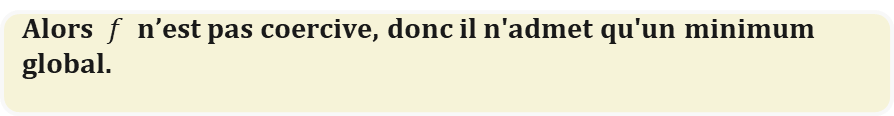 Alors f n’est pas coercive, donc il n'admet qu'un minimum
global.